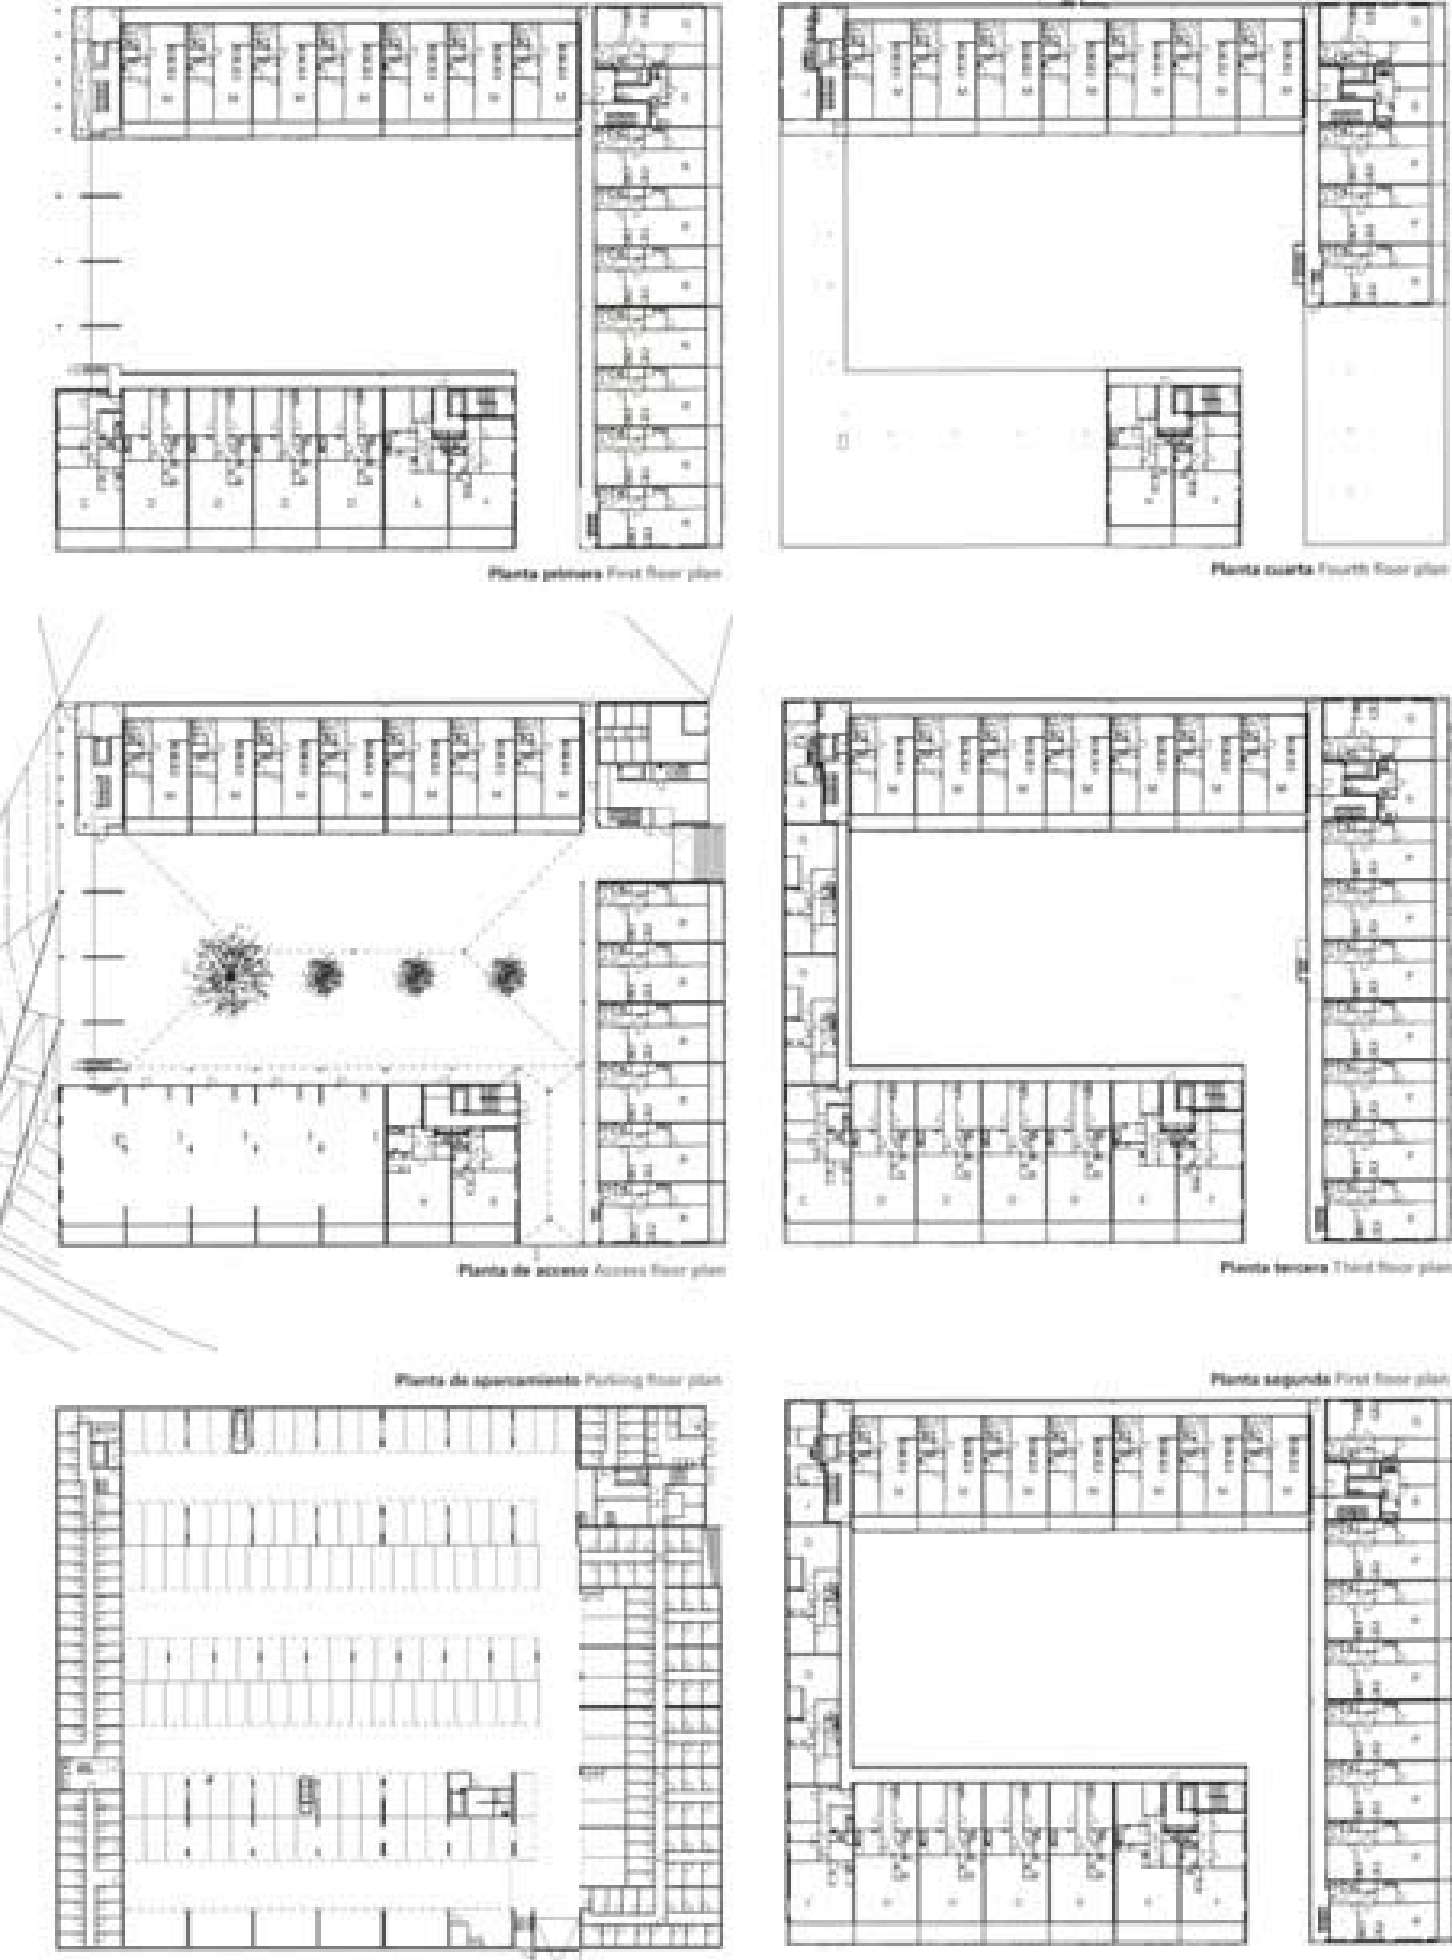 Planta primera First floor plan
Planta cuarta Fourth floor plan
Planta de acceso Access floor plan
Planta tercera Third floor plan
Planta de aparcamiento Parking floor plan
Planta segunda First floor plan